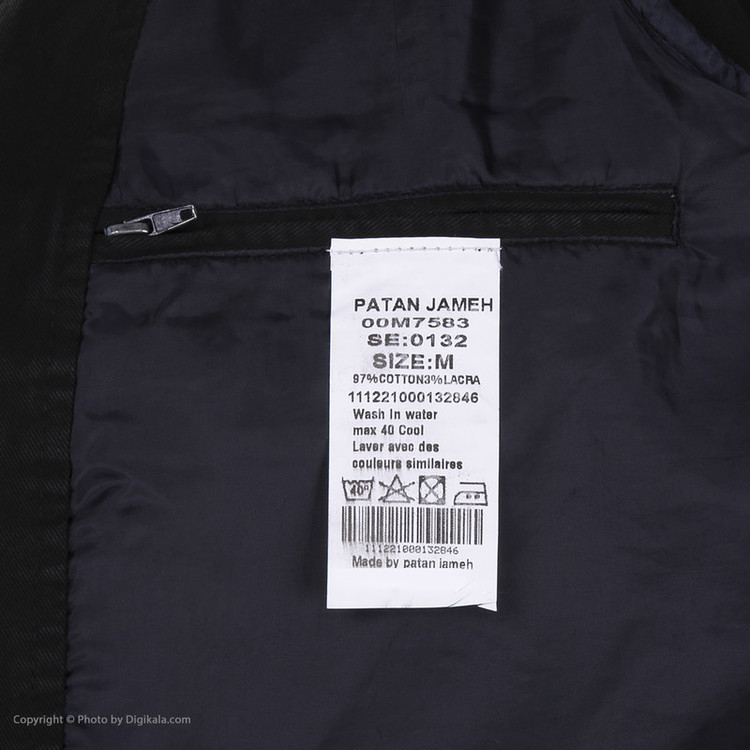 PATAN JAMEH
00M7583
SE:0132
SIZE:M
97%COTTON3%LACRA
111221000132846
Wash In water
max 40 Cool
Laver avec des
couleurs similaires
40°
111221000132846
Made by patan jameh
Copyright © Photo by Digikala.com